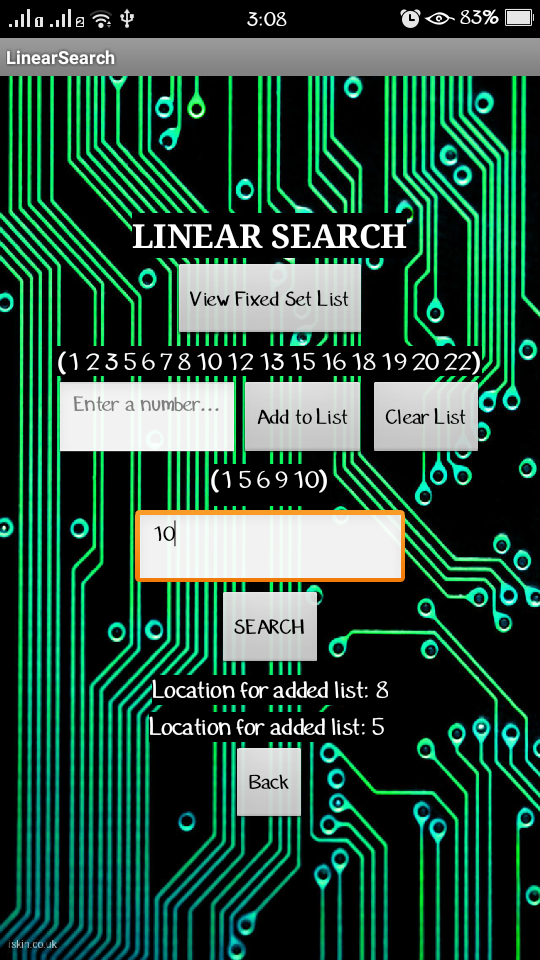 3:08 83%
LinearSearch
LINEAR SEARCH
View Fixed Set List
(1 2 3 5 6 7 8 10 12 13 15 16 18 19 20 22)
Enter a number... Add to List Clear List
(1 5 6 9 10)
10
SEARCH
Location for added list: 8
Location for added list: 5
Back
iskin.co.uk